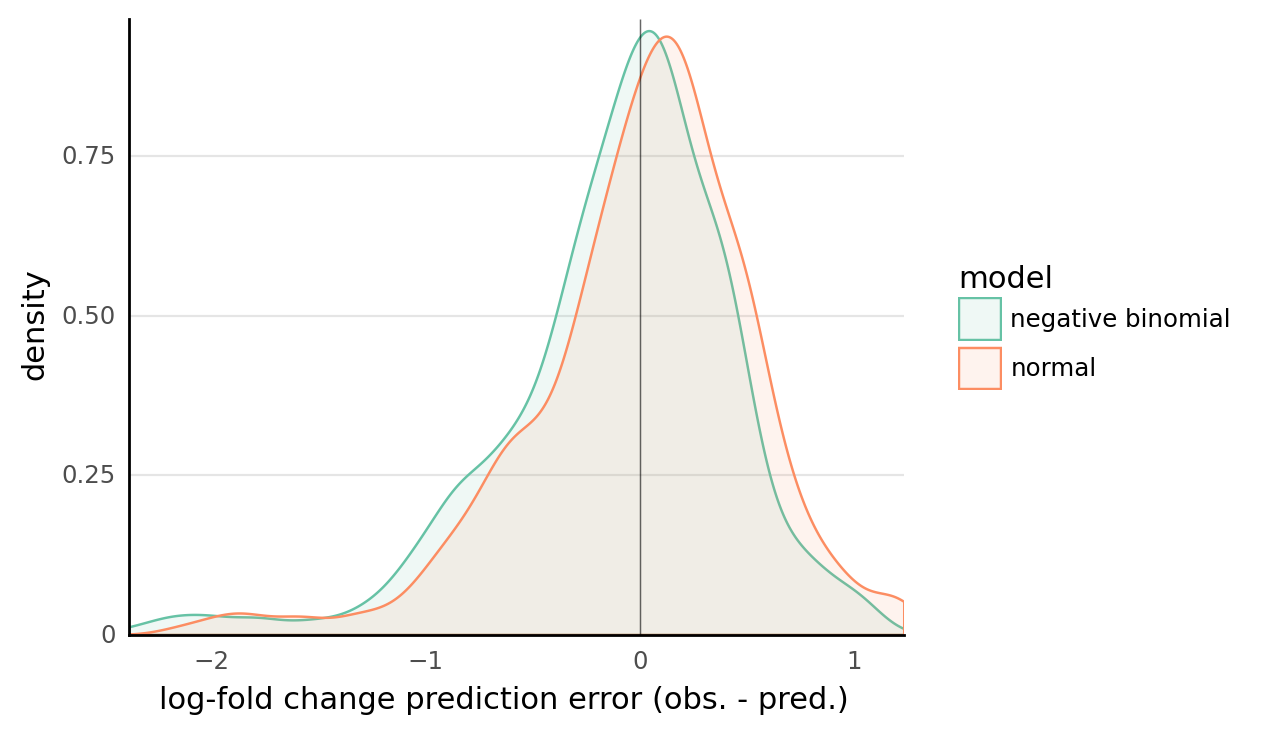 density
0.75
0.50
0.25
0
−2
−1
0
1
log-fold change prediction error (obs. - pred.)
model
negative binomial
normal